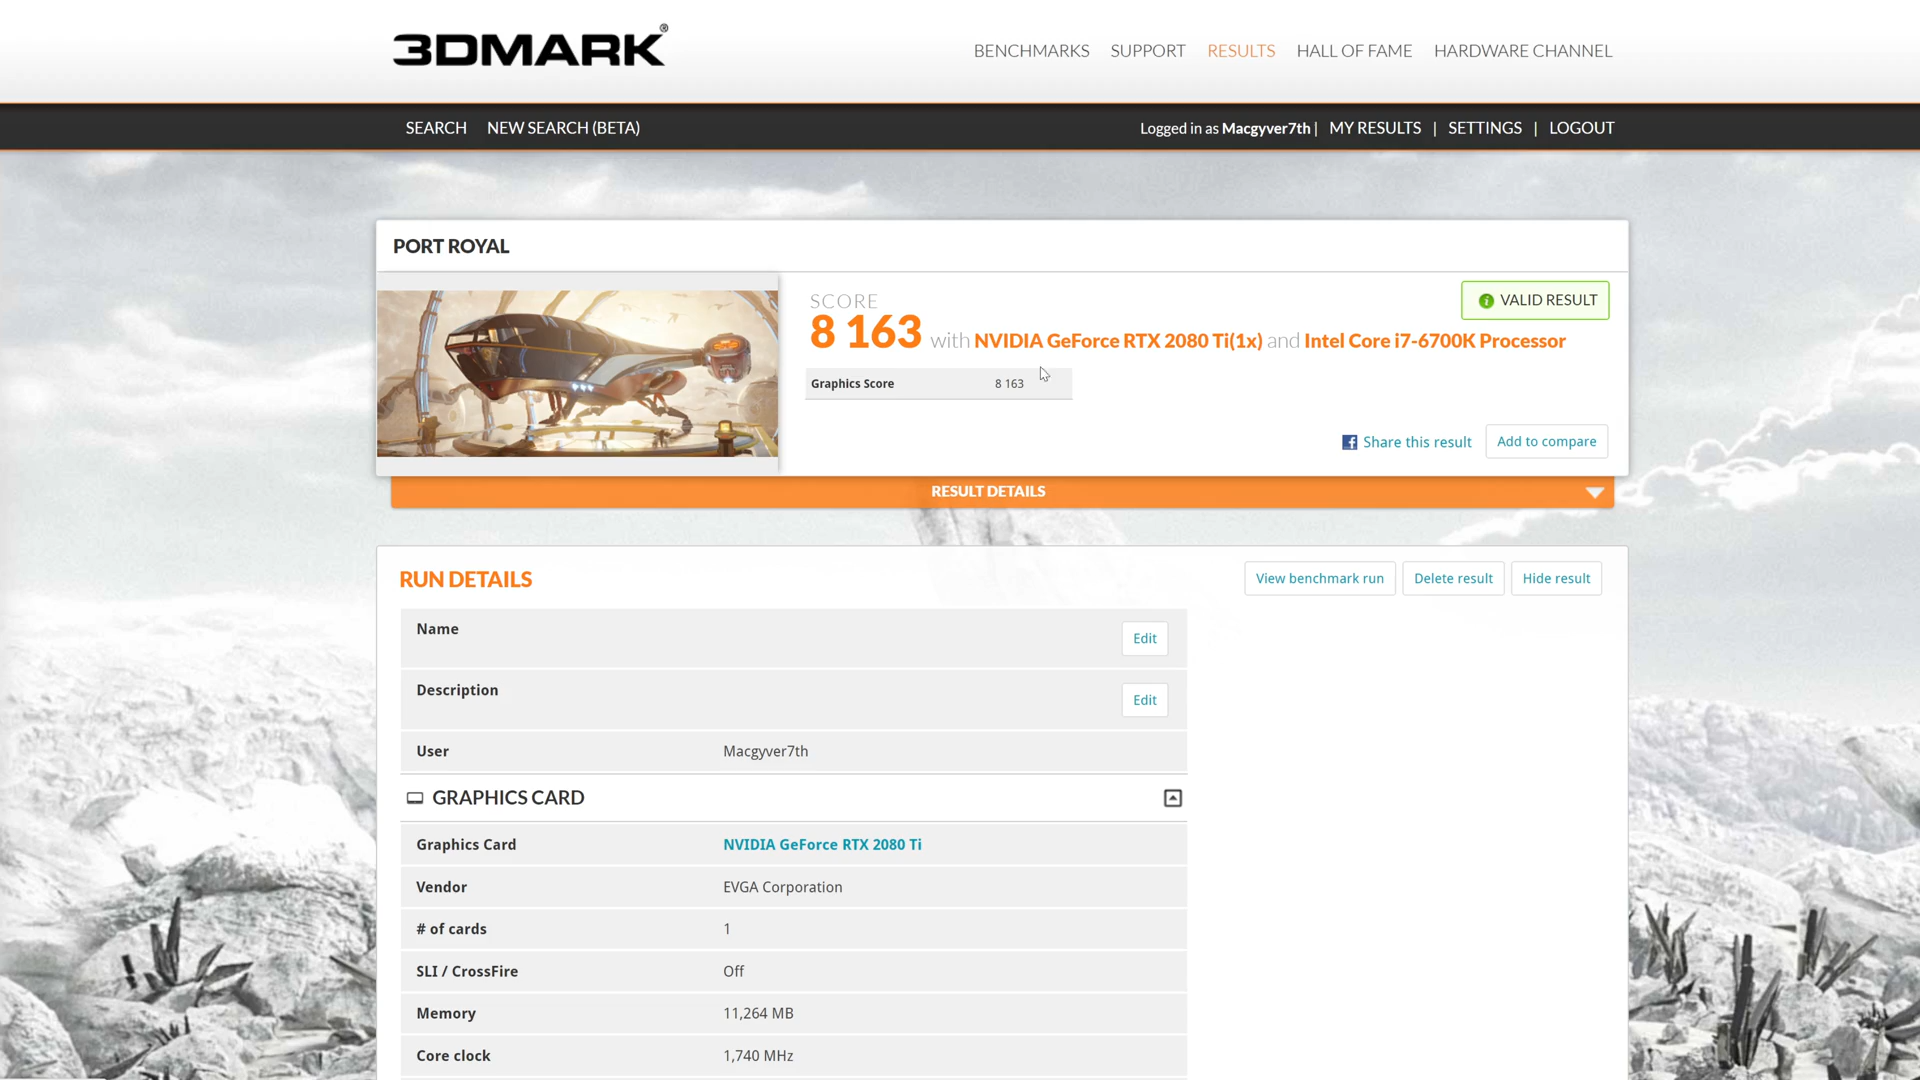 3DMARK®
BENCHMARKS SUPPORT RESULTS HALL OF FAME HARDWARE CHANNEL
SEARCH NEW SEARCH (BETA) Logged in as Macgyver7th | MY RESULTS | SETTINGS | LOGOUT
PORT ROYAL
SCORE
VALID RESULT
8 163 with NVIDIA GeForce RTX 2080 Ti(1x) and Intel Core i7-6700K Processor
Graphics Score 8 163
Share this result Add to compare
RESULT DETAILS
RUN DETAILS View benchmark run Delete result Hide result
Name Edit
Description Edit
User Macgyver7th
GRAPHICS CARD
Graphics Card NVIDIA GeForce RTX 2080 Ti
Vendor EVGA Corporation
# of cards 1
SLI / CrossFire Off
Memory 11,264 MB
Core clock 1,740 MHz